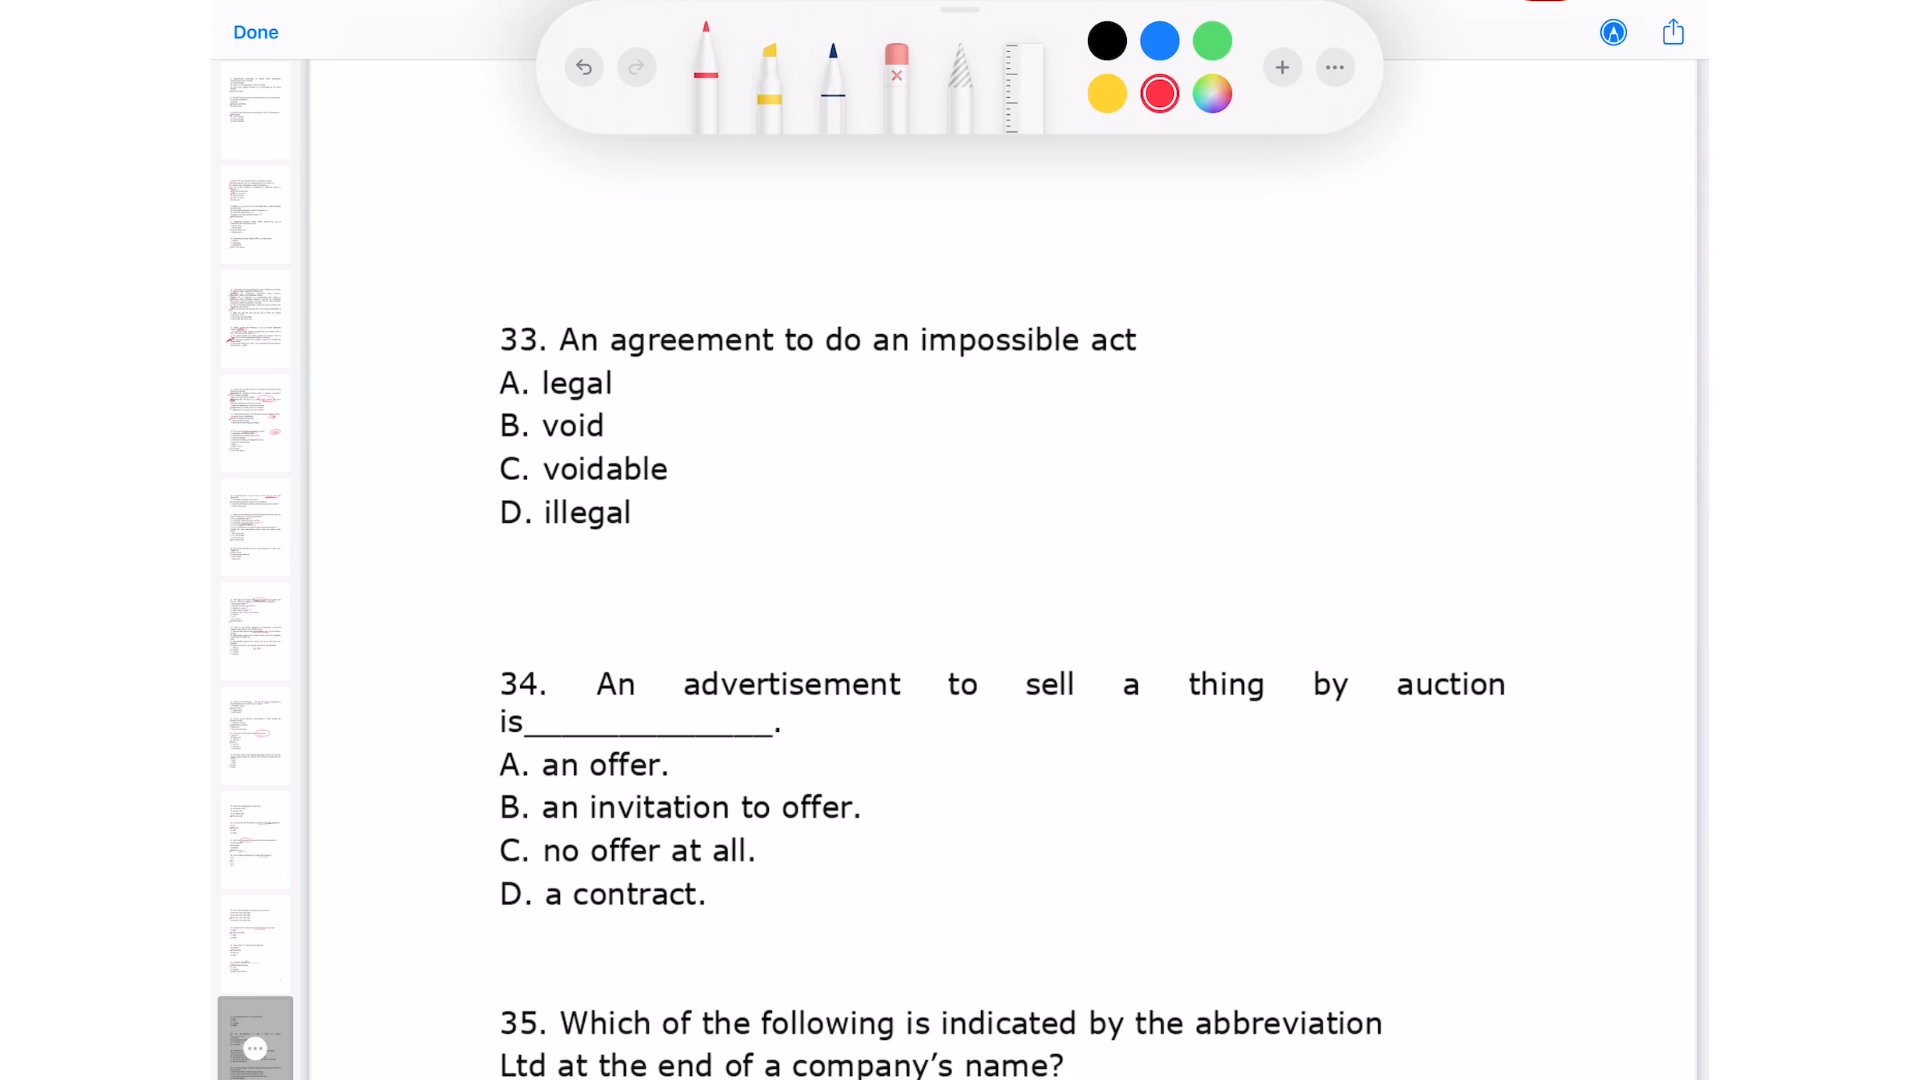 Done
33. An agreement to do an impossible act
A. legal
B. void
C. voidable
D. illegal
34. An advertisement to sell a thing by auction
is______________.
A. an offer.
B. an invitation to offer.
C. no offer at all.
D. a contract.
35. Which of the following is indicated by the abbreviation
Ltd at the end of a company’s name?